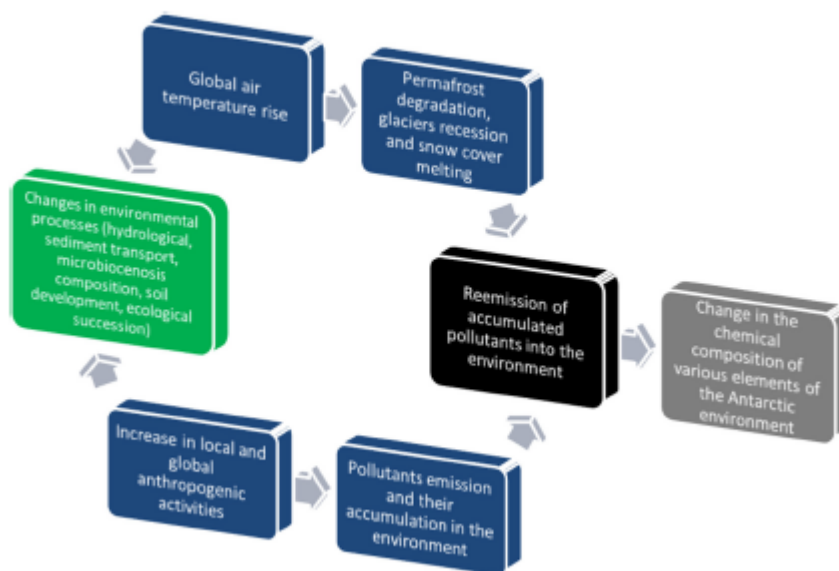 Global air
temperature rise
Permafrost
degradation,
glaciers recession
and snow cover
melting
Changes in environmental
processes (hydrological,
sediment transport,
microbiocenosis
composition, soil
development, ecological
succession)
Reemission of
accumulated
pollutants into the
environment
Change in the
chemical
composition of
various elements of
the Antarctic
environment
Increase in local and
global
anthropogenic
activities
Pollutants emission
and their
accumulation in the
environment